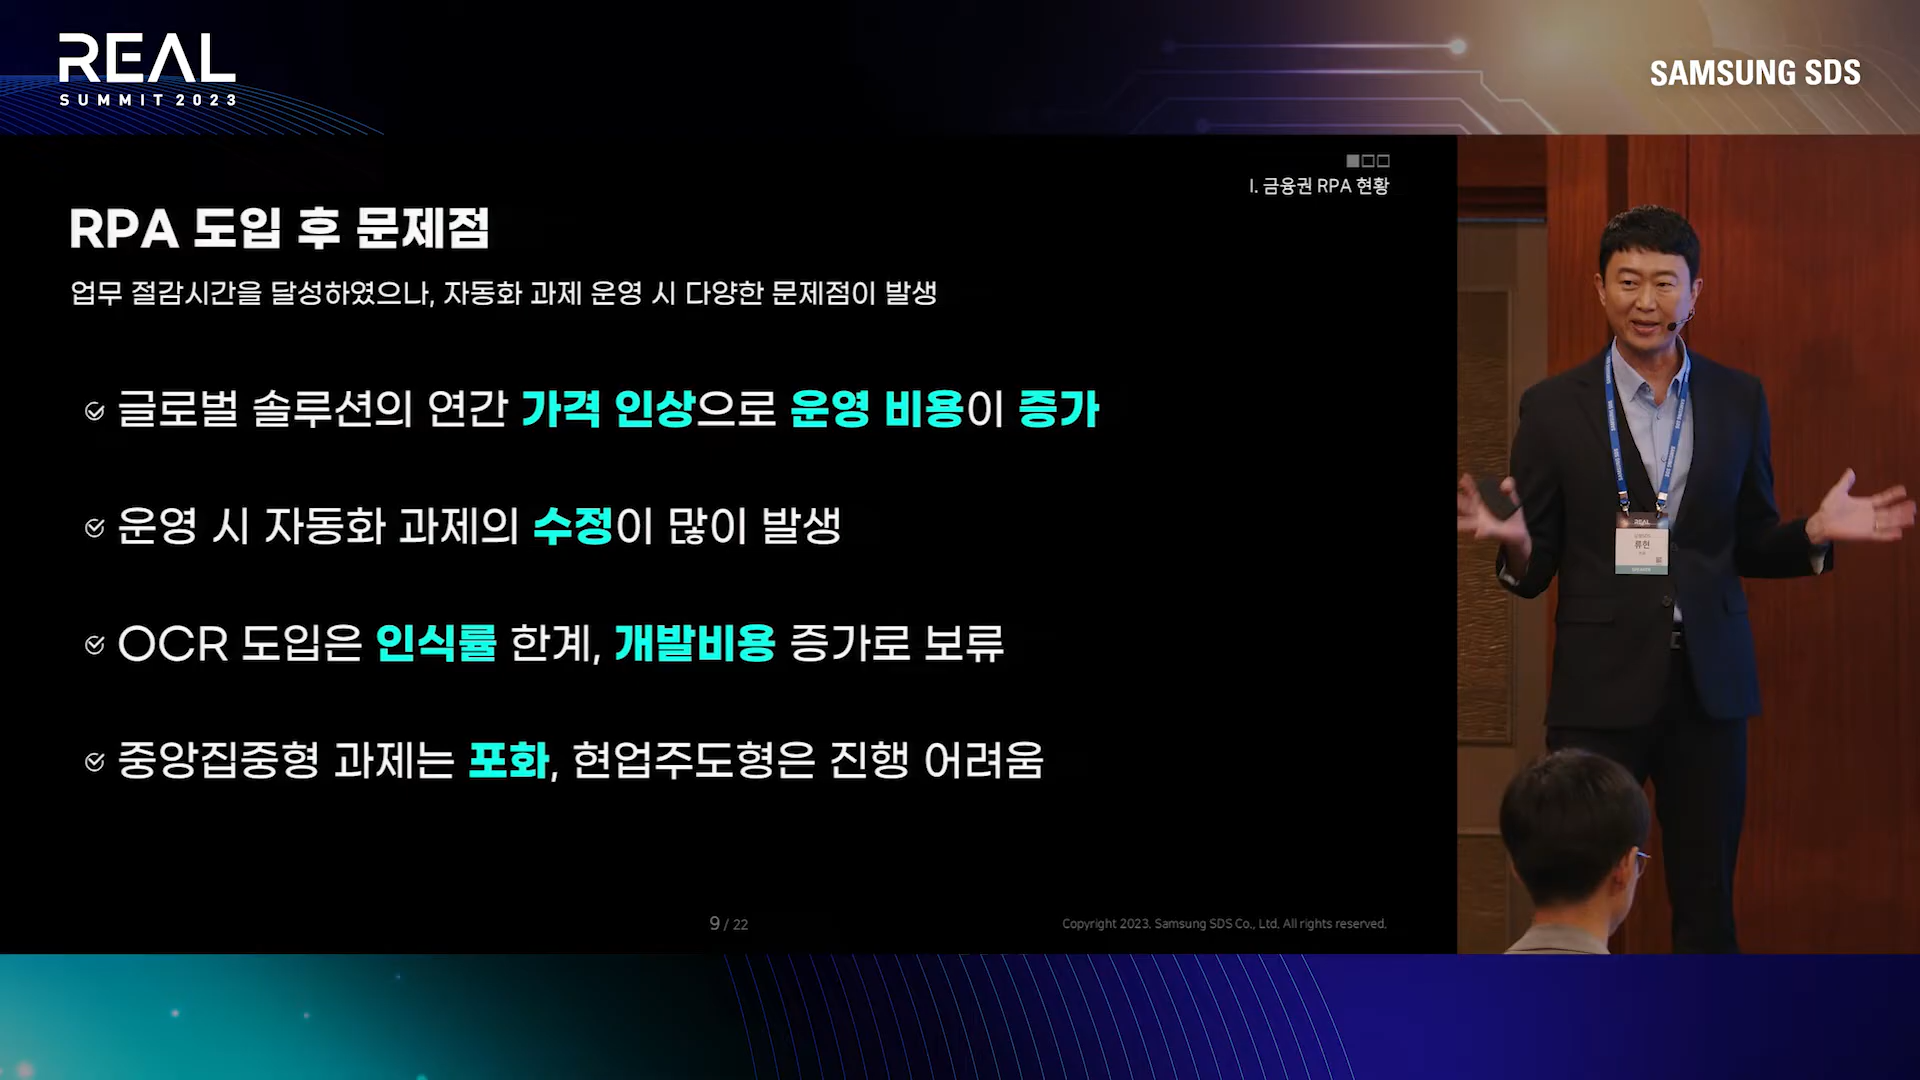 REAL
SUMMIT 2023
SAMSUNG SDS
I. 금융권 RPA 현황
RPA 도입 후 문제점
업무 절감시간을 달성하였으나, 자동화 과제 운영 시 다양한 문제점이 발생
글로벌 솔루션의 연간 가격 인상으로 운영 비용이 증가
운영 시 자동화 과제의 수정이 많이 발생
OCR 도입은 인식률 한계, 개발비용 증가로 보류
중앙집중형 과제는 포화, 현업주도형은 진행 어려움
9 / 22
Copyright 2023. Samsung SDS Co., Ltd. All rights reserved.
REAL
류현